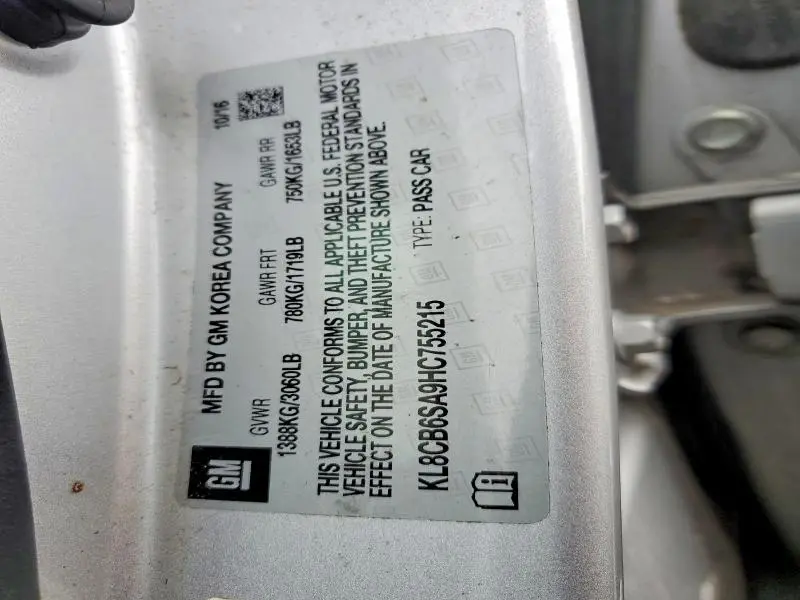 GM
MFD BY GM KOREA COMPANY 10/16
GVWR GAWR FRT GAWR RR
1388KG/3060LB 780KG/1719LB 750KG/1653LB
THIS VEHICLE CONFORMS TO ALL APPLICABLE U.S. FEDERAL MOTOR
VEHICLE SAFETY, BUMPER, AND THEFT PREVENTION STANDARDS IN
EFFECT ON THE DATE OF MANUFACTURE SHOWN ABOVE.
KL8CB6SA9HC755215 TYPE: PASS CAR